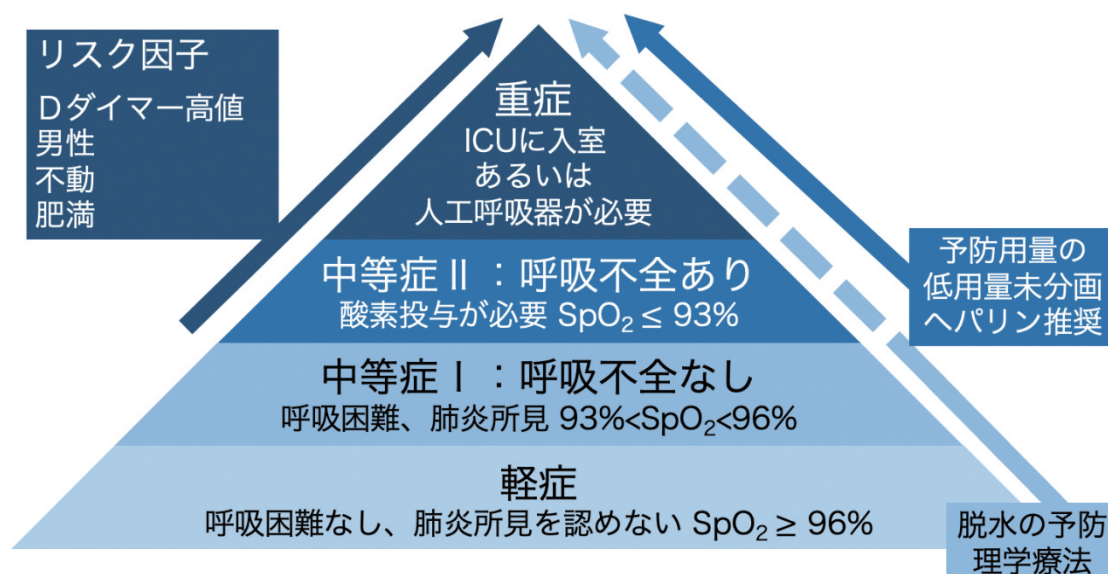 リスク因子
Dダイマー高値
男性
不動
肥満
重症
ICUに入室
あるいは
人工呼吸器が必要
中等症Ⅱ：呼吸不全あり
酸素投与が必要 SpO₂ ≤ 93%
中等症Ⅰ：呼吸不全なし
呼吸困難、肺炎所見 93%<SpO₂<96%
軽症
呼吸困難なし、肺炎所見を認めない SpO₂ ≥ 96%
予防用量の
低用量未分画
ヘパリン推奨
脱水の予防
理学療法